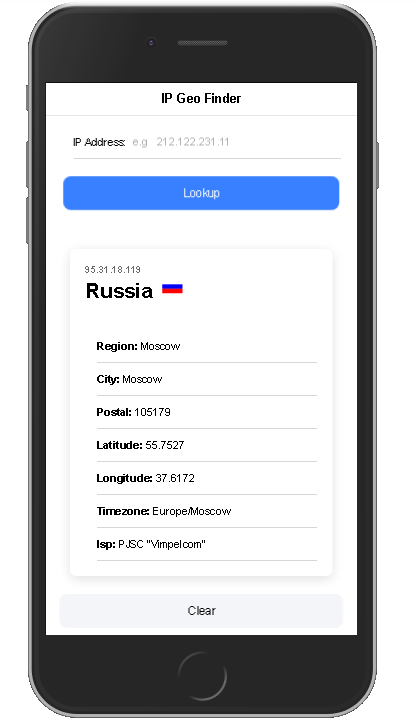 IP Geo Finder
IP Address: e.g 212.122.231.11
Lookup
95.31.18.119
Russia
Region: Moscow
City: Moscow
Postal: 105179
Latitude: 55.7527
Longitude: 37.6172
Timezone: Europe/Moscow
Isp: PJSC "Vimpelcom"
Clear